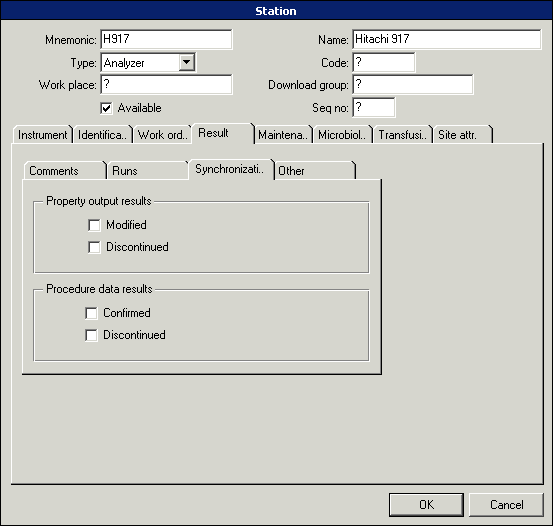 Station
Mnemonic: H917 Name: Hitachi 917
Type: Analyzer Code: ?
Work place: ? Download group: ?
Available Seq no: ?
Instrument Identifica.. Work ord.. Result Maintena.. Microbiol.. Transfusi.. Site attr.
Comments Runs Synchronizati.. Other
Property output results
Modified
Discontinued
Procedure data results
Confirmed
Discontinued
OK Cancel